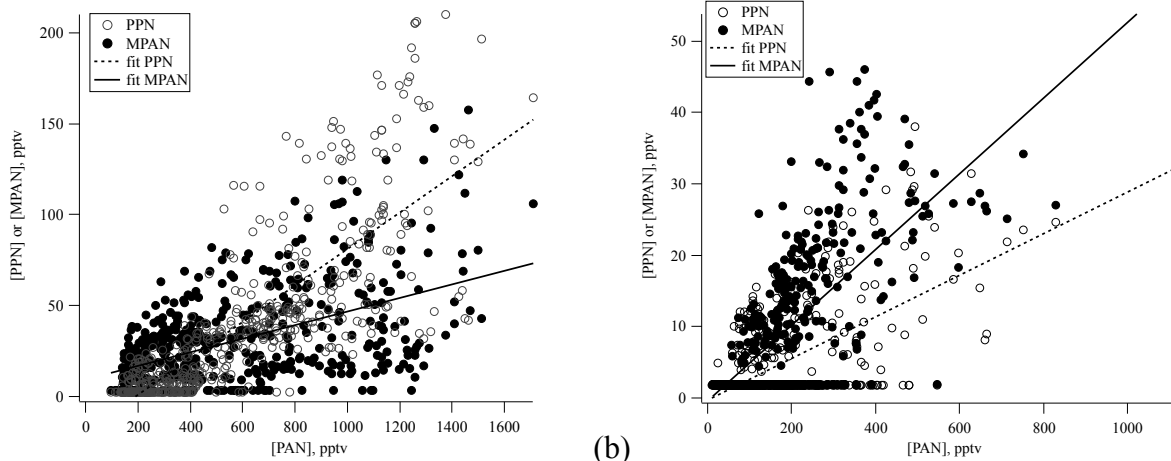 PPN
MPAN
fit PPN
fit MPAN
200
150
100
50
0
[PPN] or [MPAN], pptv
0 200 400 600 800 1000 1200 1400 1600
[PAN], pptv
(b)
PPN
MPAN
fit PPN
fit MPAN
50
40
30
20
10
0
[PPN] or [MPAN], pptv
0 200 400 600 800 1000
[PAN], pptv